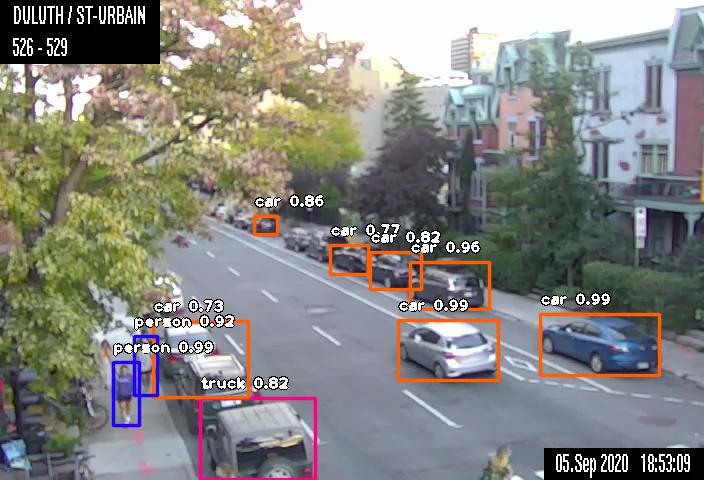 DULUTH / ST-URBAIN
526 - 529
car 0.86
car 0.77
car 0.82
car 0.96
car 0.73
car 0.99
car 0.99
person 0.92
person 0.99
truck 0.82
05.Sep 2020 18:53:09